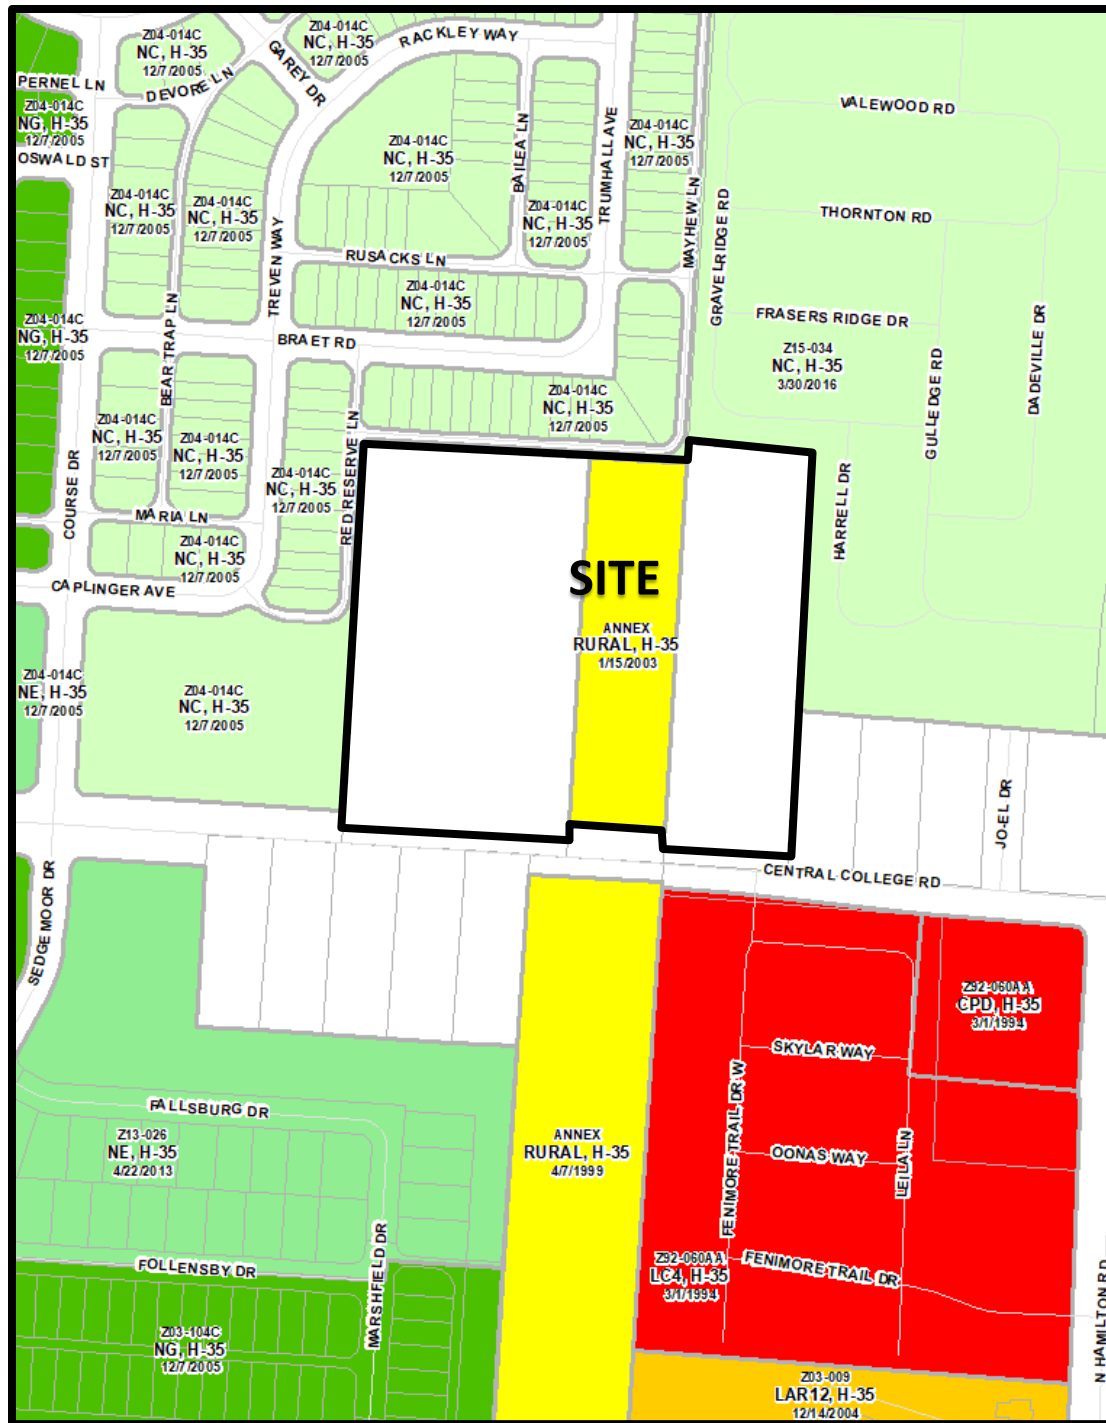 Z04-014C
NC, H-35
12/7/2005
Z04-014C
NC, H-35
12/7/2005
RACKLEY WAY
GAREY DR
PERNELL LN
DEVORE LN
VALEWOOD RD
Z04-014C
NG, H-35
12/7/2005
OSWALD ST
Z04-014C
NC, H-35
12/7/2005
BAILEA LN
TRUMHALL AVE
Z04-014C
NC, H-35
12/7/2005
MAYHEW LN
GRAVELRIDGE RD
Z04-014C
NC, H-35
12/7/2005
Z04-014C
NC, H-35
12/7/2005
Z04-014C
NC, H-35
12/7/2005
THORNTON RD
TREVEN WAY
RUSACKS LN
Z04-014C
NC, H-35
12/7/2005
BEAR TRAP LN
Z04-014C
NG, H-35
12/7/2005
BRAET RD
FRASERS RIDGE DR
Z15-034
NC, H-35
3/30/2016
GULLEDGE RD
DADEVILLE DR
Z04-014C
NC, H-35
12/7/2005
Z04-014C
NC, H-35
12/7/2005
Z04-014C
NC, H-35
12/7/2005
Z04-014C
NC, H-35
12/7/2005
RED RESERVE LN
COURSE DR
HARRELL DR
MARIA LN
Z04-014C
NC, H-35
12/7/2005
CAPLINGER AVE
SITE
ANNEX
RURAL, H-35
1/15/2003
Z04-014C
NE, H-35
12/7/2005
Z04-014C
NC, H-35
12/7/2005
JO-EL DR
CENTRAL COLLEGE RD
SEDGEMOOR DR
Z92-060AA
CPD, H-35
3/1/1994
SKYLAR WAY
FENIMORE TRAIL DR W
FALLSBURG DR
Z13-026
NE, H-35
4/22/2013
ANNEX
RURAL, H-35
4/7/1999
OONAS WAY
LEILA LN
MARSHFIELD DR
FOLLENSBY DR
Z92-060AA
LC4, H-35
3/1/1994
FENIMORE TRAIL DR
N HAMILTON RD
Z03-104C
NG, H-35
12/7/2005
Z03-009
LAR12, H-35
12/14/2004